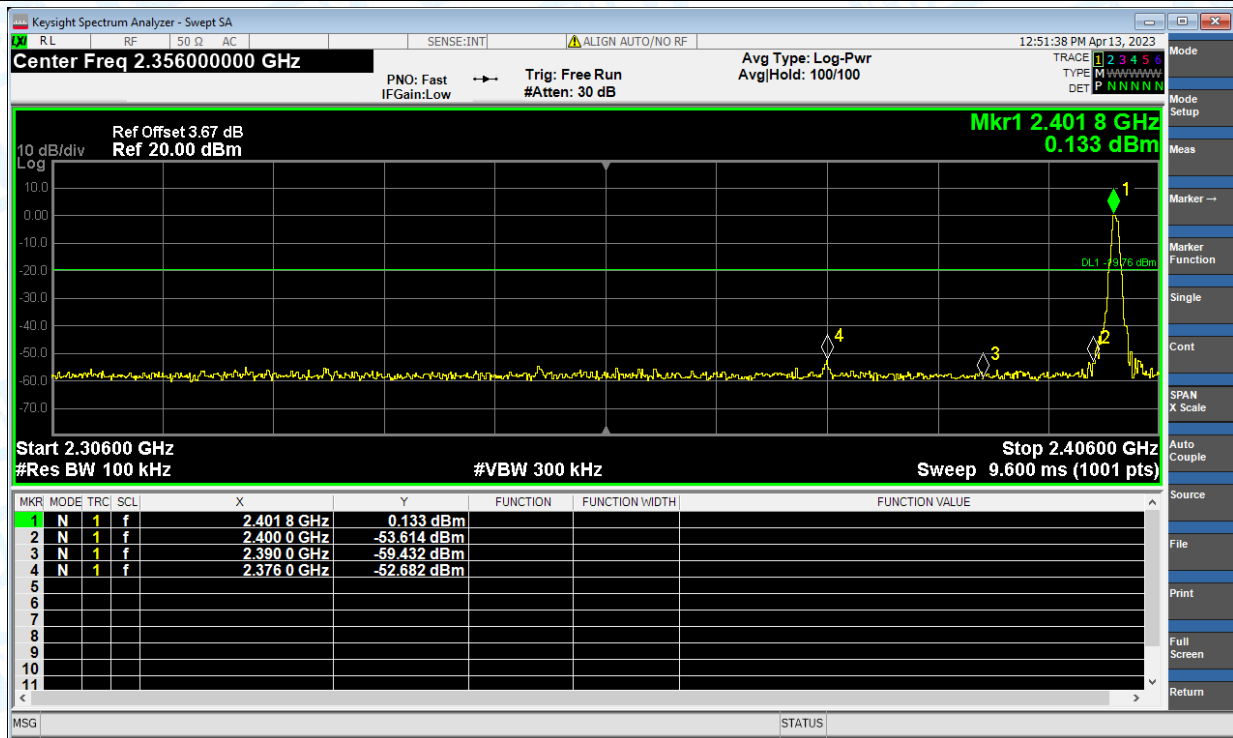 Keysight Spectrum Analyzer - Swept SA
LXI RL RF 50 Ω AC SENSE:INT ALIGN AUTO/NO RF 12:51:38 PM Apr 13, 2023
Center Freq 2.356000000 GHz
PNO: Fast
IFGain:Low
Trig: Free Run
#Atten: 30 dB
Avg Type: Log-Pwr
Avg|Hold: 100/100
TRACE 1 2 3 4 5 6
TYPE M W W W W W
DET P N N N N N
Ref Offset 3.67 dB
10 dB/div Ref 20.00 dBm
Log
Mkr1 2.401 8 GHz
0.133 dBm
10.0
0.00
-10.0
-20.0
-30.0
-40.0
-50.0
-60.0
-70.0
1
DL1 -19.76 dBm
4
3
2
Start 2.30600 GHz Stop 2.40600 GHz
#Res BW 100 kHz #VBW 300 kHz Sweep 9.600 ms (1001 pts)
MKR MODE TRC SCL X Y FUNCTION FUNCTION WIDTH FUNCTION VALUE
1 N 1 f 2.401 8 GHz 0.133 dBm
2 N 1 f 2.400 0 GHz -53.614 dBm
3 N 1 f 2.390 0 GHz -59.432 dBm
4 N 1 f 2.376 0 GHz -52.682 dBm
5
6
7
8
9
10
11
MSG STATUS
Mode
Mode
Setup
Meas
Marker →
Marker
Function
Single
Cont
SPAN
X Scale
Auto
Couple
Source
File
Print
Full
Screen
Return